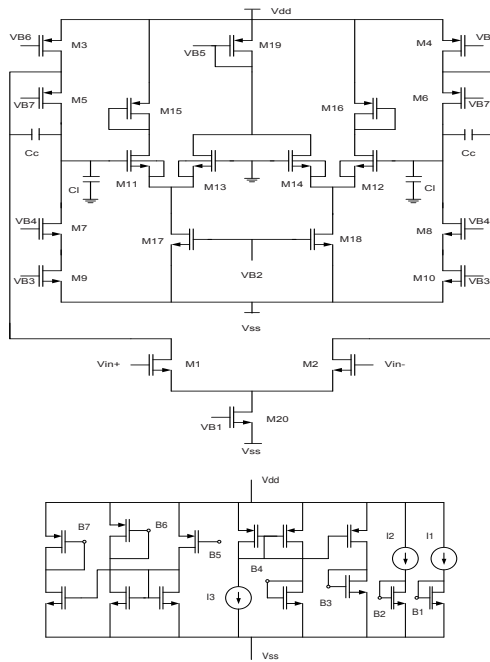 Vdd
VB6
M3
VB5
M19
M4
VB
VB7
M5
M15
M16
M6
VB7
Cc
Cc
Cl
M11
M13
M14
M12
Cl
VB4
M7
M17
M18
M8
VB4
VB3
M9
VB2
M10
VB3
Vss
Vin+
M1
M2
Vin-
VB1
M20
Vss
Vdd
B7
B6
B5
B4
I3
B3
I2
I1
B2
B1
Vss